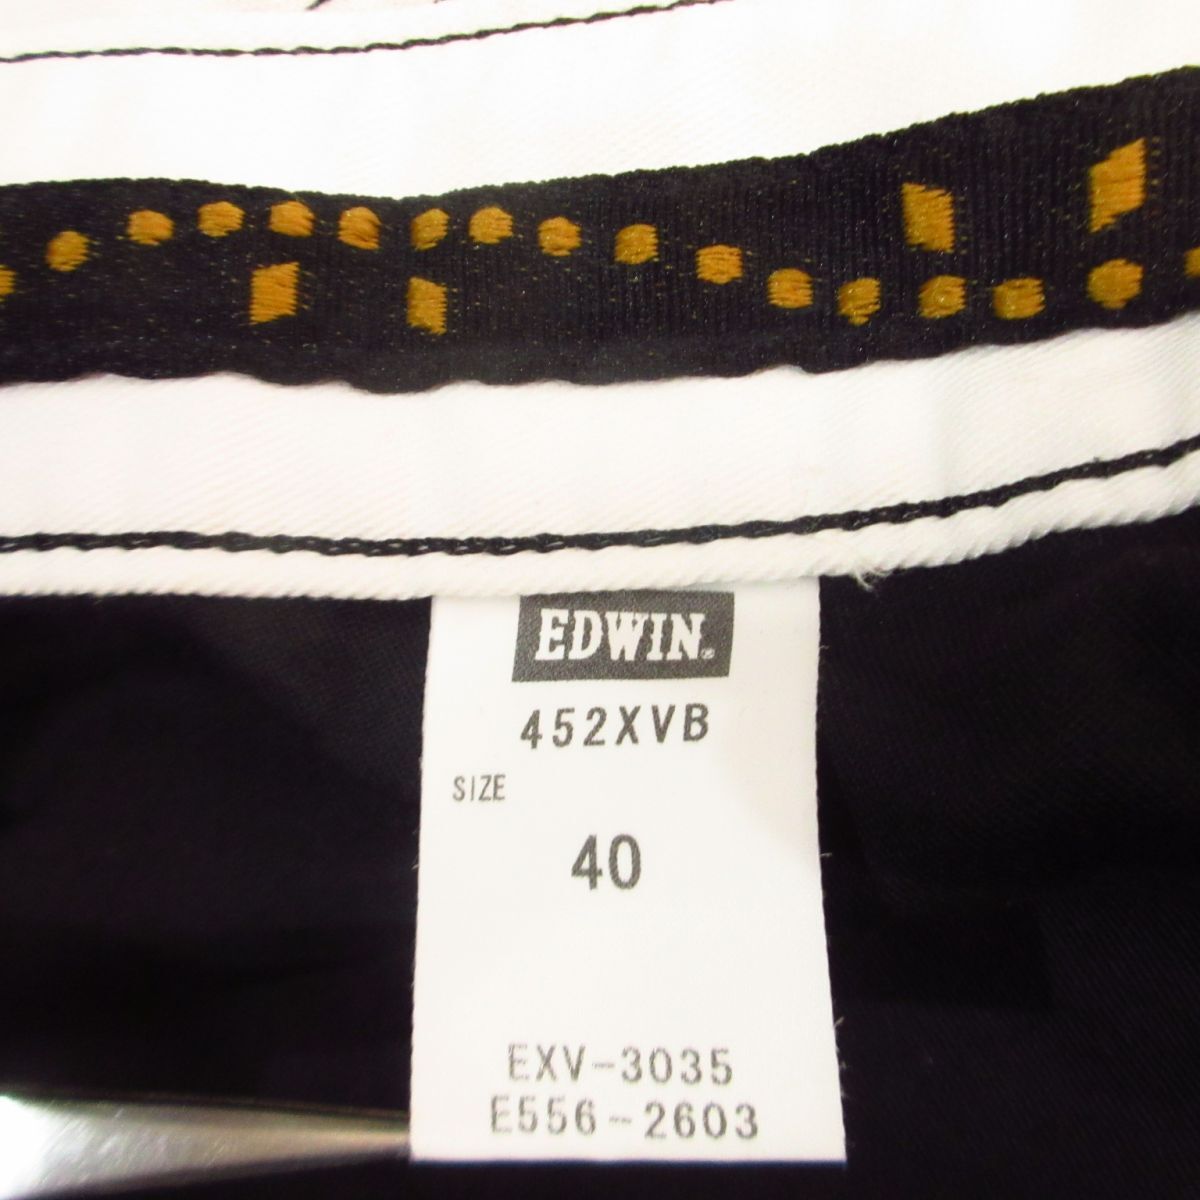 EDWIN®
452XVB
SIZE
40
EXV-3035
E556-2603